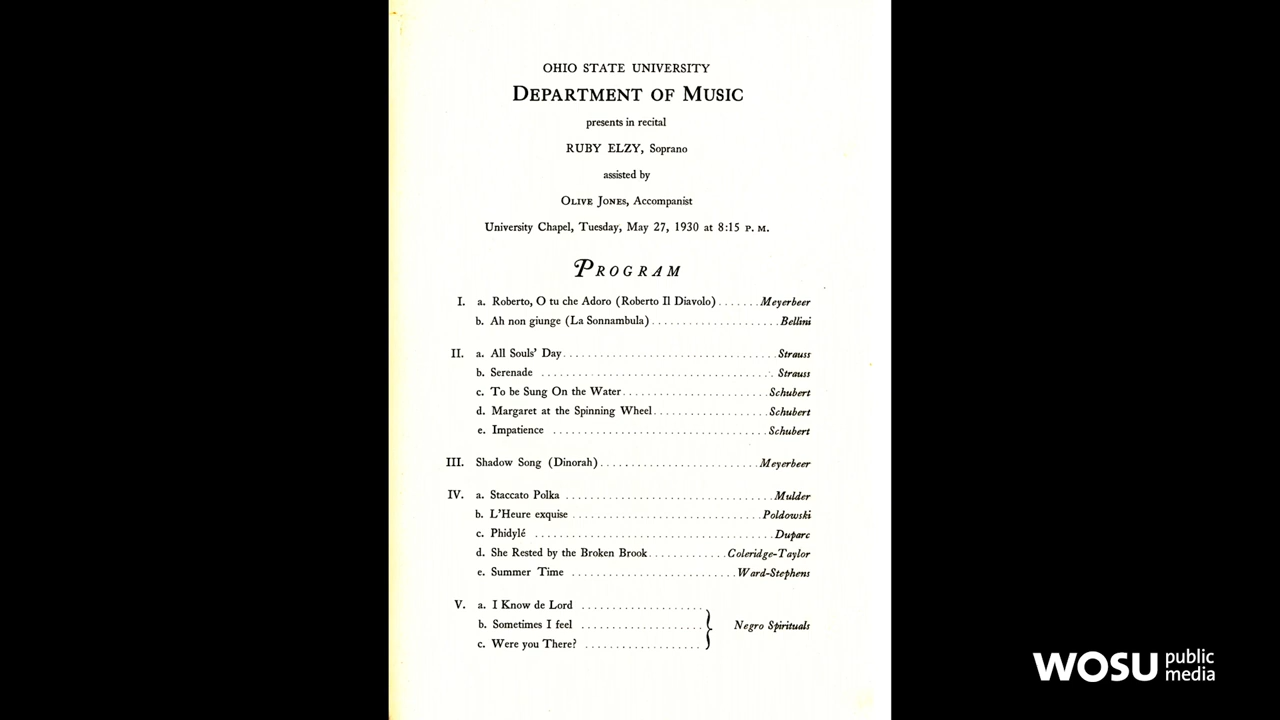 OHIO STATE UNIVERSITY
DEPARTMENT OF MUSIC
presents in recital
RUBY ELZY, Soprano
assisted by
OLIVE JONES, Accompanist
University Chapel, Tuesday, May 27, 1930 at 8:15 P. M.
PROGRAM
I. a. Roberto, O tu che Adoro (Roberto Il Diavolo) ....... Meyerbeer
b. Ah non giunge (La Sonnambula) .................... Bellini
II. a. All Souls' Day .................................. Strauss
b. Serenade .................................... Strauss
c. To be Sung On the Water ....................... Schubert
d. Margaret at the Spinning Wheel ................... Schubert
e. Impatience .................................. Schubert
III. Shadow Song (Dinorah) .......................... Meyerbeer
IV. a. Staccato Polka ................................. Mulder
b. L'Heure exquise ............................... Poldowski
c. Phidylé ...................................... Duparc
d. She Rested by the Broken Brook ............ Coleridge-Taylor
e. Summer Time ........................... Ward-Stephens
V. a. I Know de Lord ....................
b. Sometimes I feel .................... Negro Spirituals
c. Were you There? ...................
WOSU public media